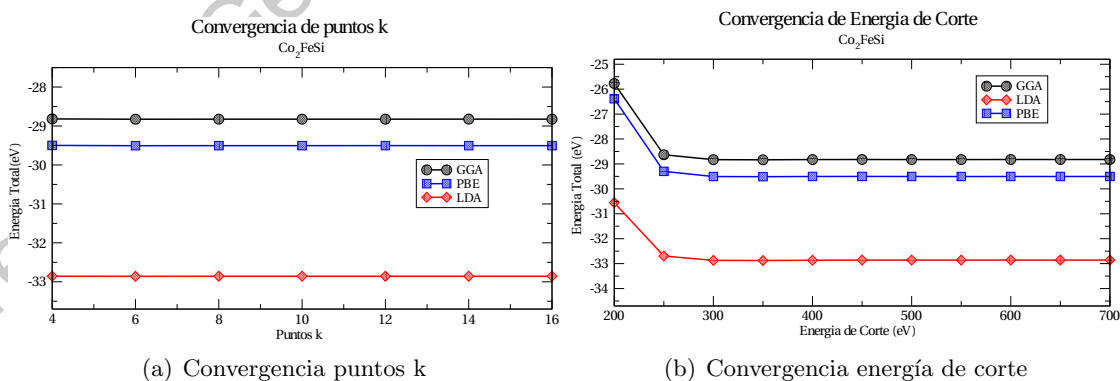 Convergencia de puntos k
Co2FeSi
-28
-29
-30
-31
-32
-33
Energia Total(eV)
GGA
PBE
LDA
4 6 8 10 12 14 16
Puntos k
(a) Convergencia puntos k
Convergencia de Energia de Corte
Co2FeSi
-25
-26
-27
-28
-29
-30
-31
-32
-33
-34
Energia Total (eV)
GGA
LDA
PBE
200 300 400 500 600 700
Energia de Corte (eV)
(b) Convergencia energía de corte